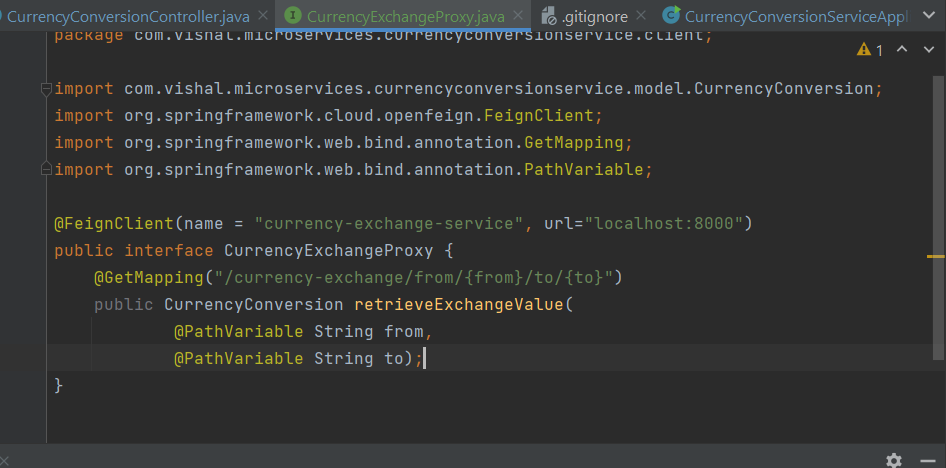 CurrencyConversionController.java
CurrencyExchangeProxy.java
.gitignore
CurrencyConversionServiceAppl
package com.vishal.microservices.currencyconversionservice.client;
1
import com.vishal.microservices.currencyconversionservice.model.CurrencyConversion;
import org.springframework.cloud.openfeign.FeignClient;
import org.springframework.web.bind.annotation.GetMapping;
import org.springframework.web.bind.annotation.PathVariable;
@FeignClient(name = "currency-exchange-service", url="localhost:8000")
public interface CurrencyExchangeProxy {
@GetMapping("/currency-exchange/from/{from}/to/{to}")
public CurrencyConversion retrieveExchangeValue(
@PathVariable String from,
@PathVariable String to);
}